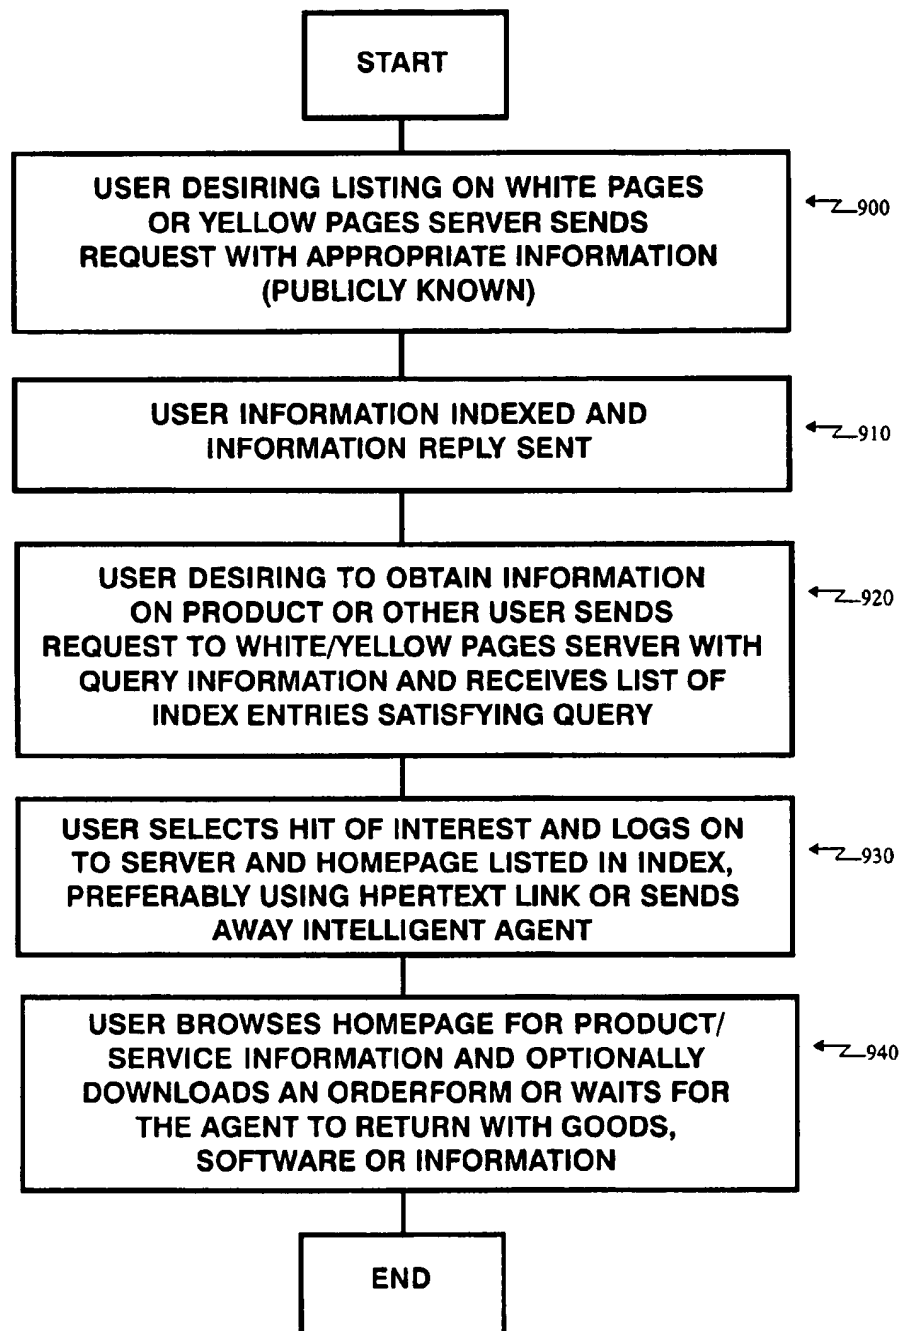 START
USER DESIRING LISTING ON WHITE PAGES
OR YELLOW PAGES SERVER SENDS
REQUEST WITH APPROPRIATE INFORMATION
(PUBLICLY KNOWN)
900
USER INFORMATION INDEXED AND
INFORMATION REPLY SENT
910
USER DESIRING TO OBTAIN INFORMATION
ON PRODUCT OR OTHER USER SENDS
REQUEST TO WHITE/YELLOW PAGES SERVER WITH
QUERY INFORMATION AND RECEIVES LIST OF
INDEX ENTRIES SATISFYING QUERY
920
USER SELECTS HIT OF INTEREST AND LOGS ON
TO SERVER AND HOMEPAGE LISTED IN INDEX,
PREFERABLY USING HPERTEXT LINK OR SENDS
AWAY INTELLIGENT AGENT
930
USER BROWSES HOMEPAGE FOR PRODUCT/
SERVICE INFORMATION AND OPTIONALLY
DOWNLOADS AN ORDERFORM OR WAITS FOR
THE AGENT TO RETURN WITH GOODS,
SOFTWARE OR INFORMATION
940
END